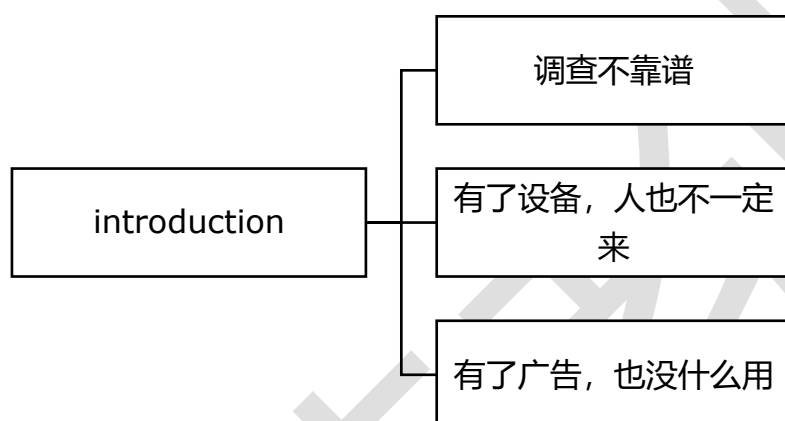 调查不靠谱
introduction
有了设备，人也不一定
来
有了广告，也没什么用